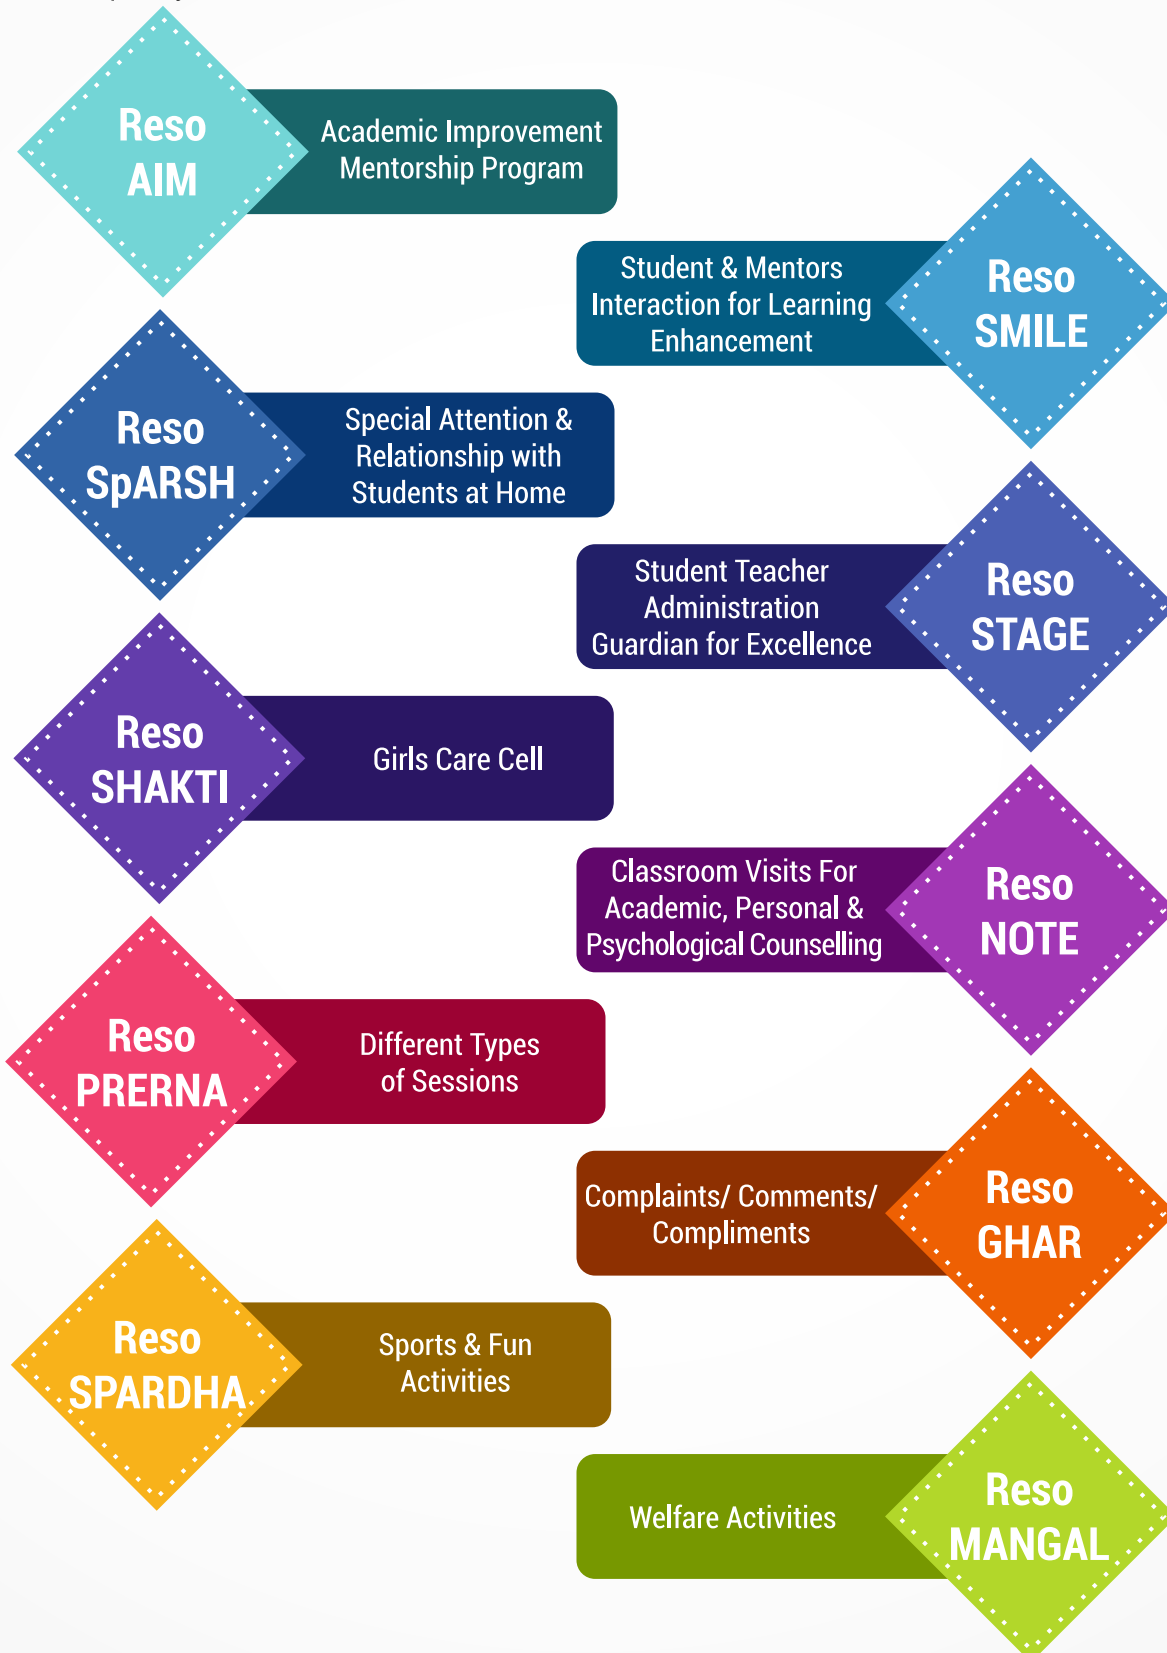 Reso
AIM
Academic Improvement
Mentorship Program
Student & Mentors
Interaction for Learning
Enhancement
Reso
SMILE
Reso
SpARSH
Special Attention &
Relationship with
Students at Home
Student Teacher
Administration
Guardian for Excellence
Reso
STAGE
Reso
SHAKTI
Girls Care Cell
Classroom Visits For
Academic, Personal &
Psychological Counselling
Reso
NOTE
Reso
PRERNA
Different Types
of Sessions
Complaints/ Comments/
Compliments
Reso
GHAR
Reso
SPARDHA
Sports & Fun
Activities
Welfare Activities
Reso
MANGAL